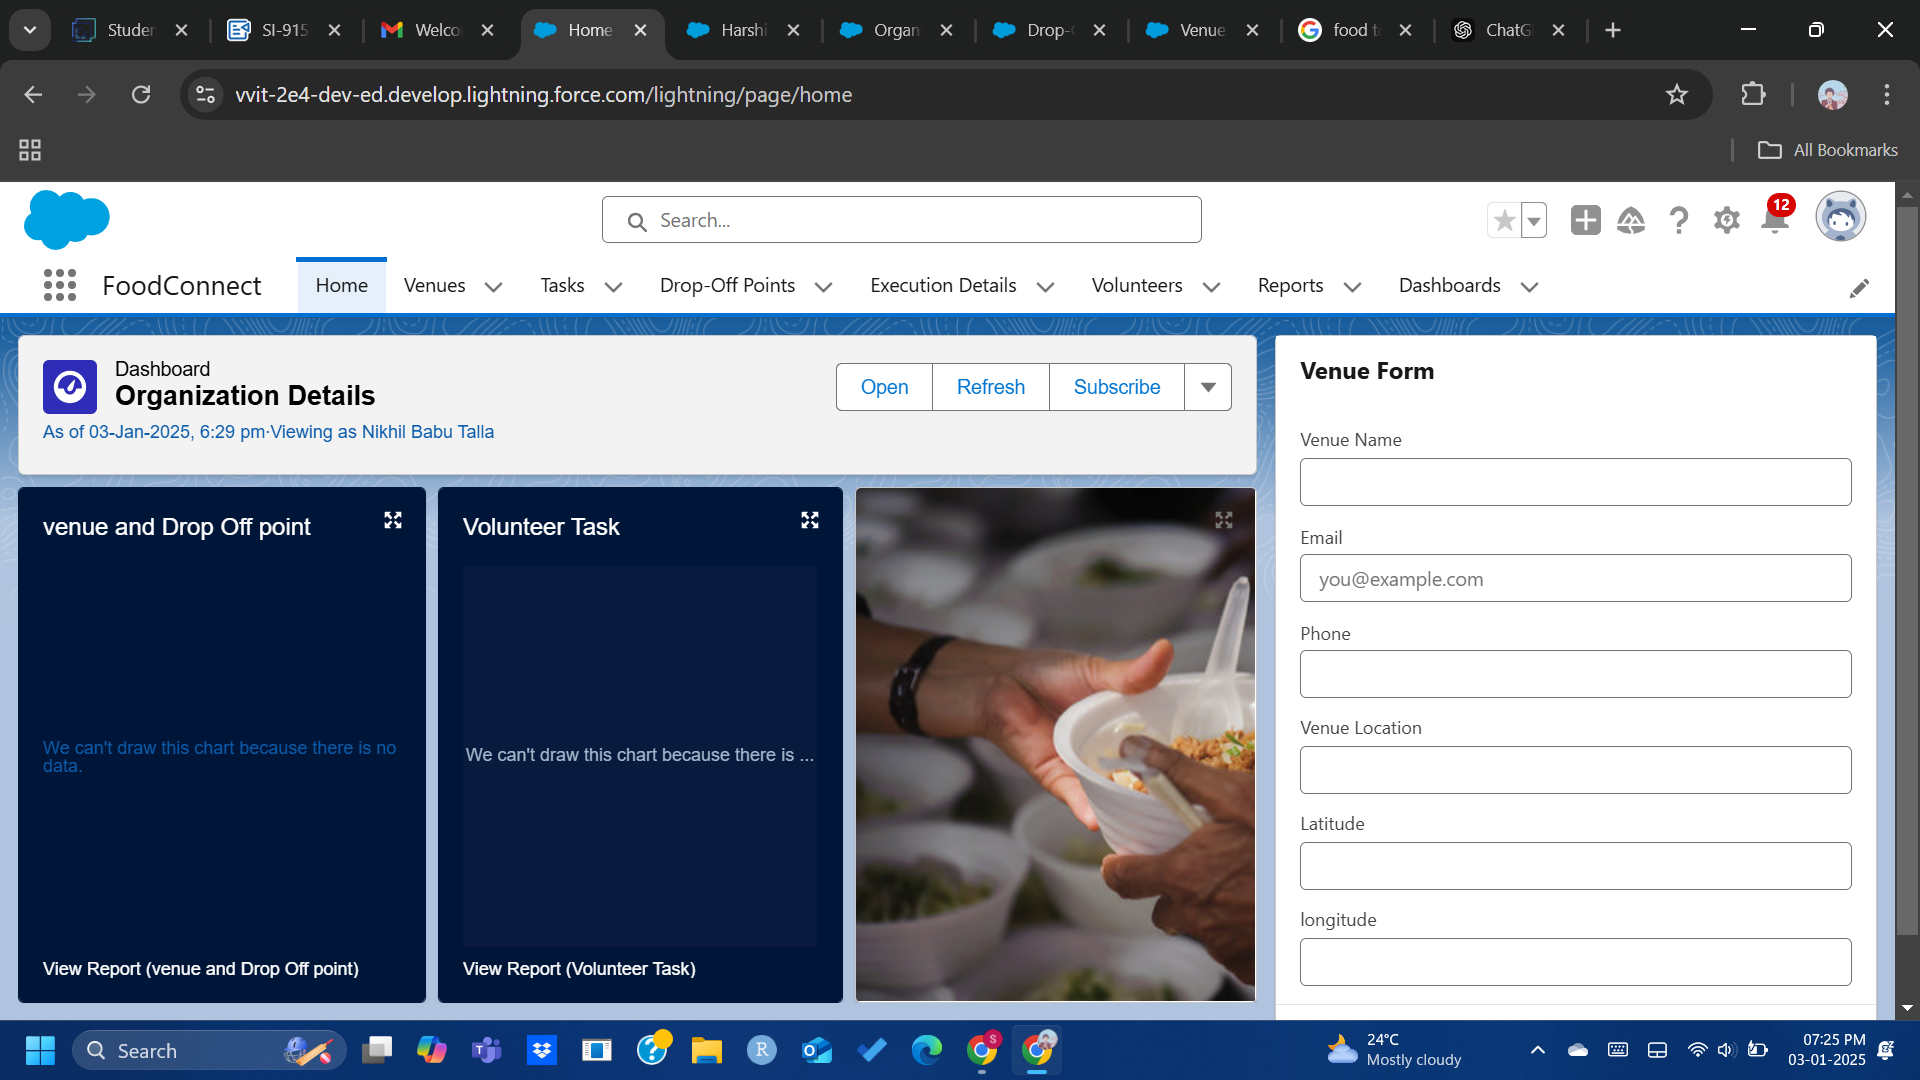 Studen
SI-915
Welco
Home
Harshi
Organ
Drop-
Venue
food t
ChatG
vvit-2e4-dev-ed.develop.lightning.force.com/lightning/page/home
All Bookmarks
Search...
12
FoodConnect
Home
Venues
Tasks
Drop-Off Points
Execution Details
Volunteers
Reports
Dashboards
Dashboard
Organization Details
As of 03-Jan-2025, 6:29 pm·Viewing as Nikhil Babu Talla
Open
Refresh
Subscribe
venue and Drop Off point
We can't draw this chart because there is no
data.
View Report (venue and Drop Off point)
Volunteer Task
We can't draw this chart because there is ...
View Report (Volunteer Task)
Venue Form
Venue Name
Email
you@example.com
Phone
Venue Location
Latitude
longitude
Search
24°C
Mostly cloudy
07:25 PM
03-01-2025